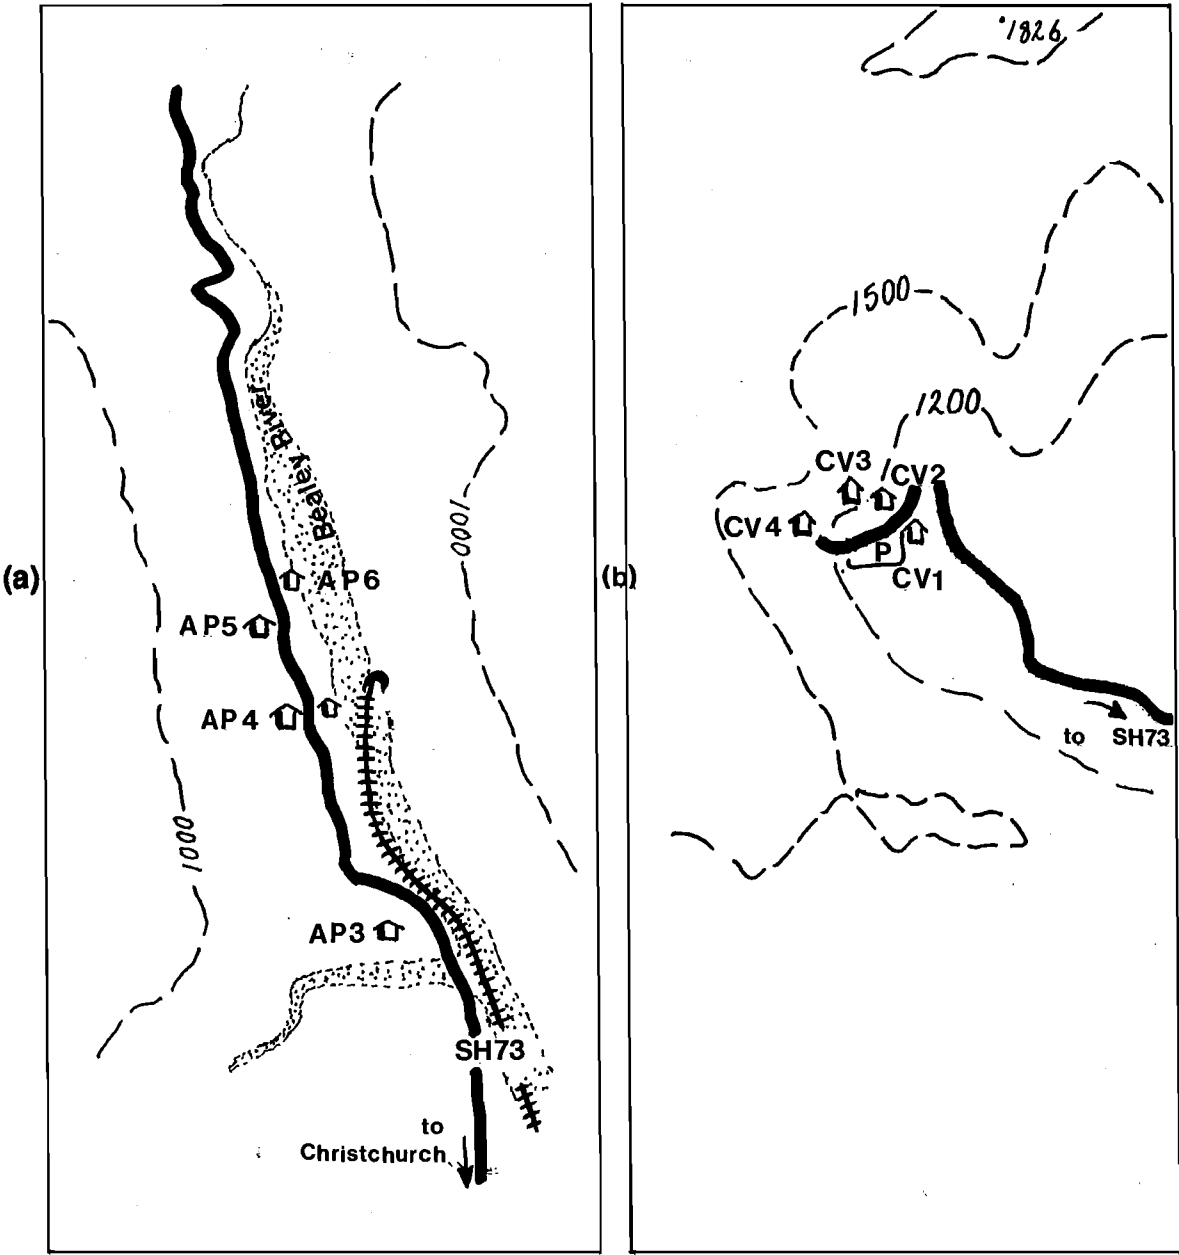 (a)
Bealey River
1000
AP6
AP5
AP4
1000
AP3
SH73
to
Christchurch
(b)
1826
1500
1200
CV3
CV2
CV4
P
CV1
to SH73